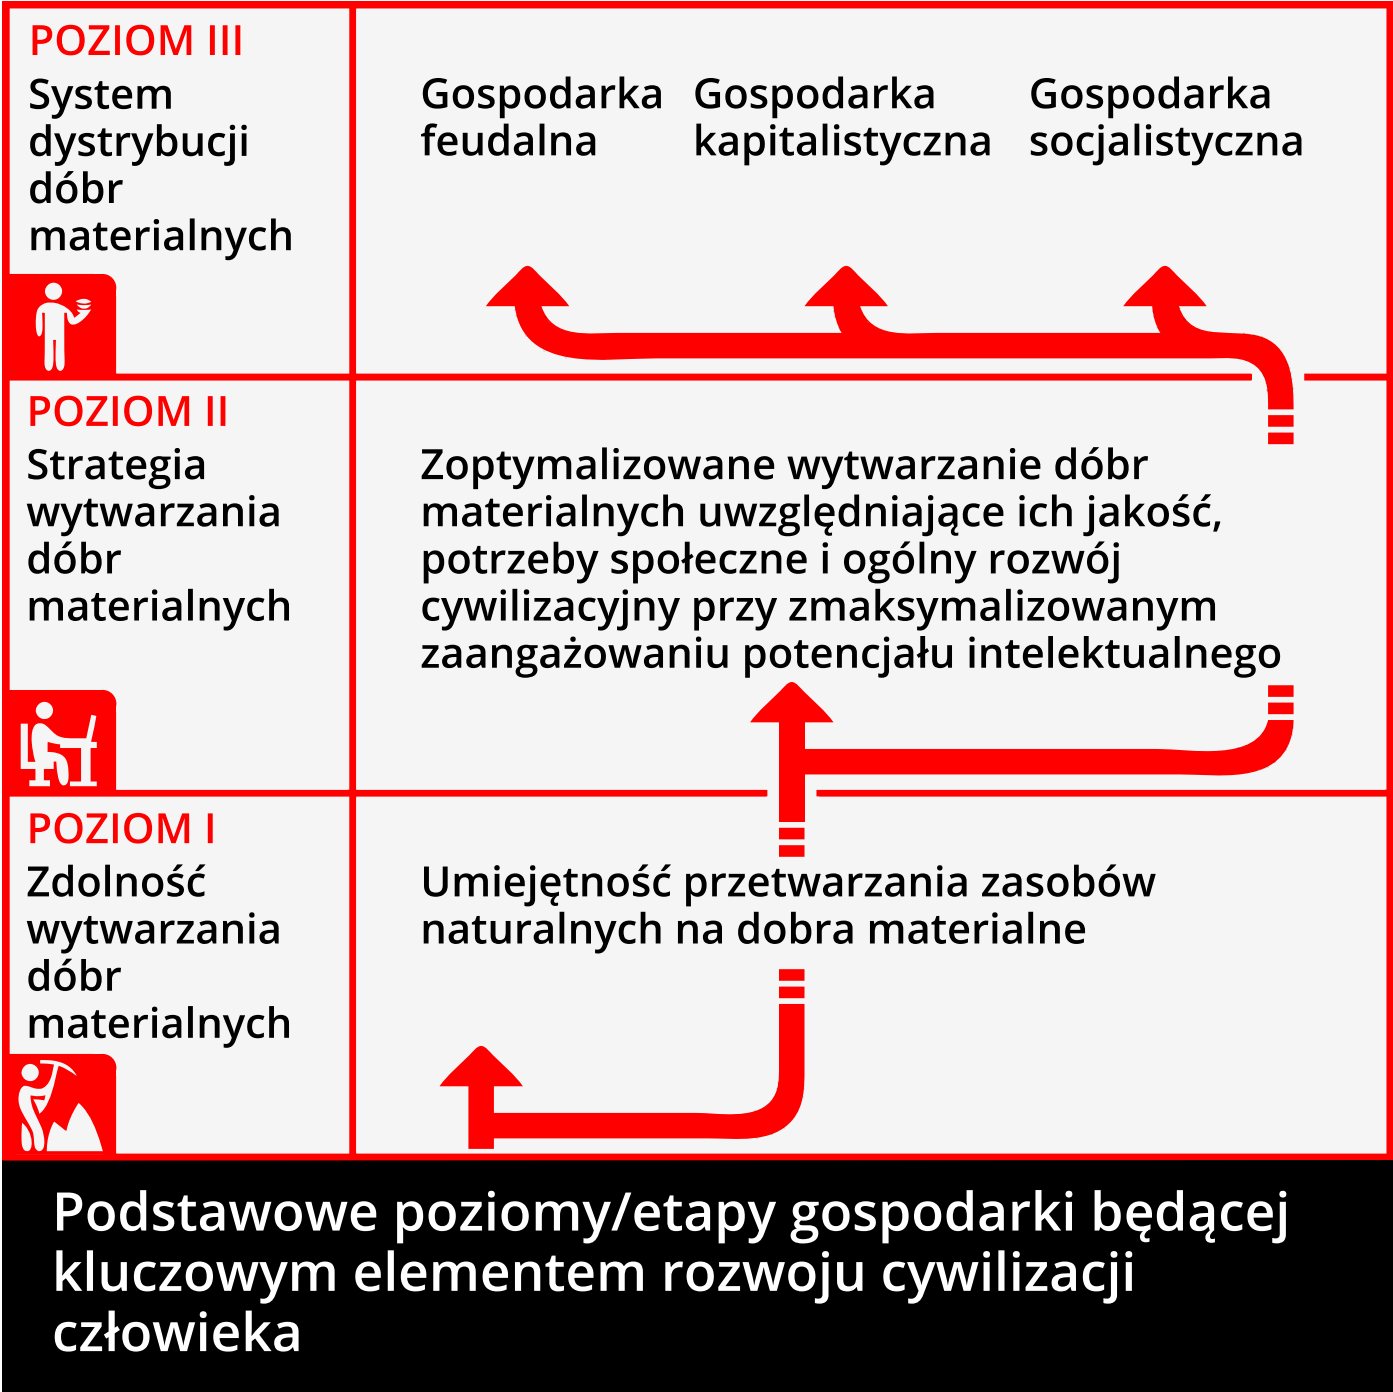 POZIOM III
System
dystrybucji
dóbr
materialnych
Gospodarka
feudalna
Gospodarka
kapitalistyczna
Gospodarka
socjalistyczna
POZIOM II
Strategia
wytwarzania
dóbr
materialnych
Zoptymalizowane wytwarzanie dóbr
materialnych uwzględniające ich jakość,
potrzeby społeczne i ogólny rozwój
cywilizacyjny przy zmaksymalizowanym
zaangażowaniu potencjału intelektualnego
POZIOM I
Zdolność
wytwarzania
dóbr
materialnych
Umiejętność przetwarzania zasobów
naturalnych na dobra materialne
Podstawowe poziomy/etapy gospodarki będącej
kluczowym elementem rozwoju cywilizacji
człowieka